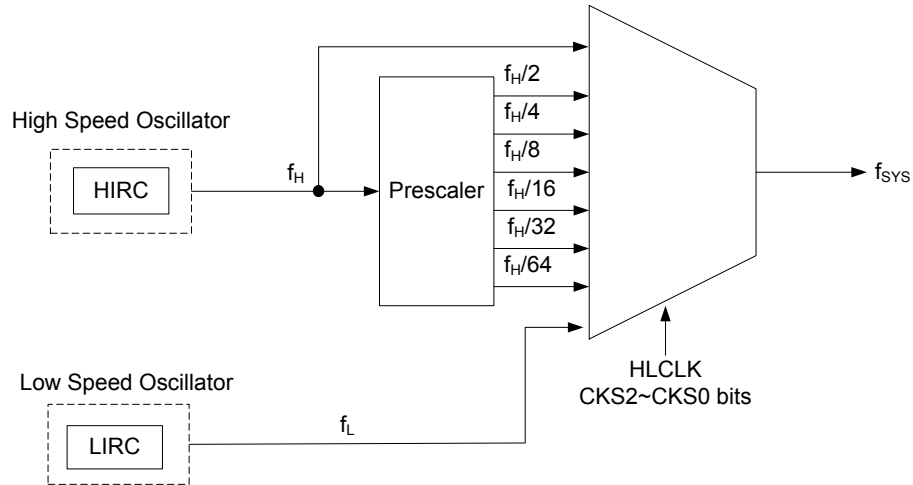 High Speed Oscillator
HIRC
f_H
Prescaler
f_H/2
f_H/4
f_H/8
f_H/16
f_H/32
f_H/64
f_SYS
HLCLK
CKS2~CKS0 bits
Low Speed Oscillator
LIRC
f_L